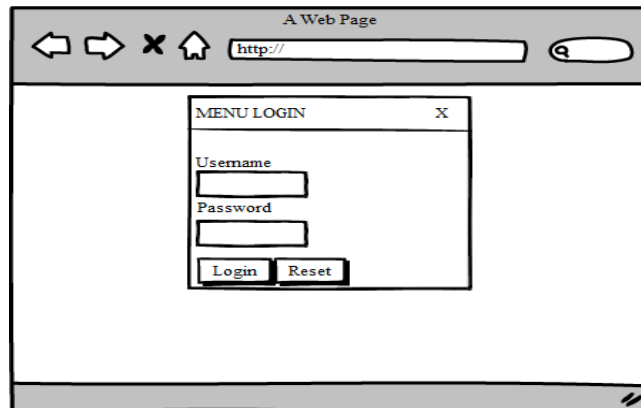 A Web Page
http://
MENU LOGIN X
Username
Password
Login Reset